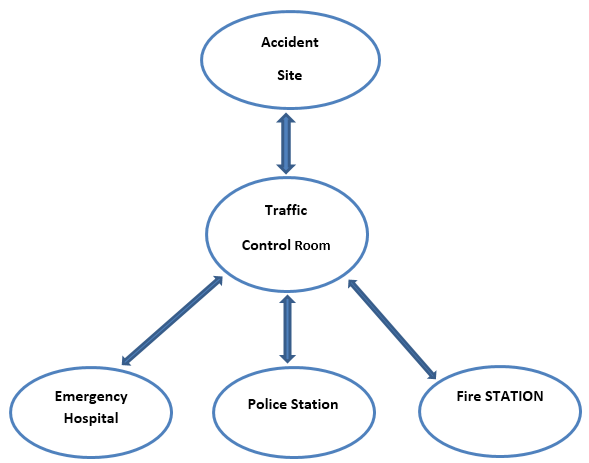 Accident
Site
Traffic
Control Room
Emergency
Hospital
Police Station
Fire STATION